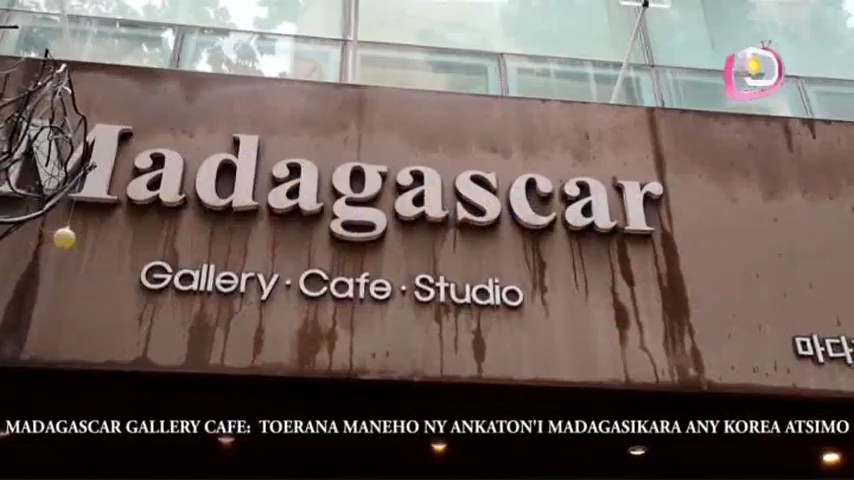 Madagascar
Gallery · Cafe · Studio
마다
MADAGASCAR GALLERY CAFE: TOERANA MANEHO NY ANKATON'I MADAGASIKARA ANY KOREA ATSIMO